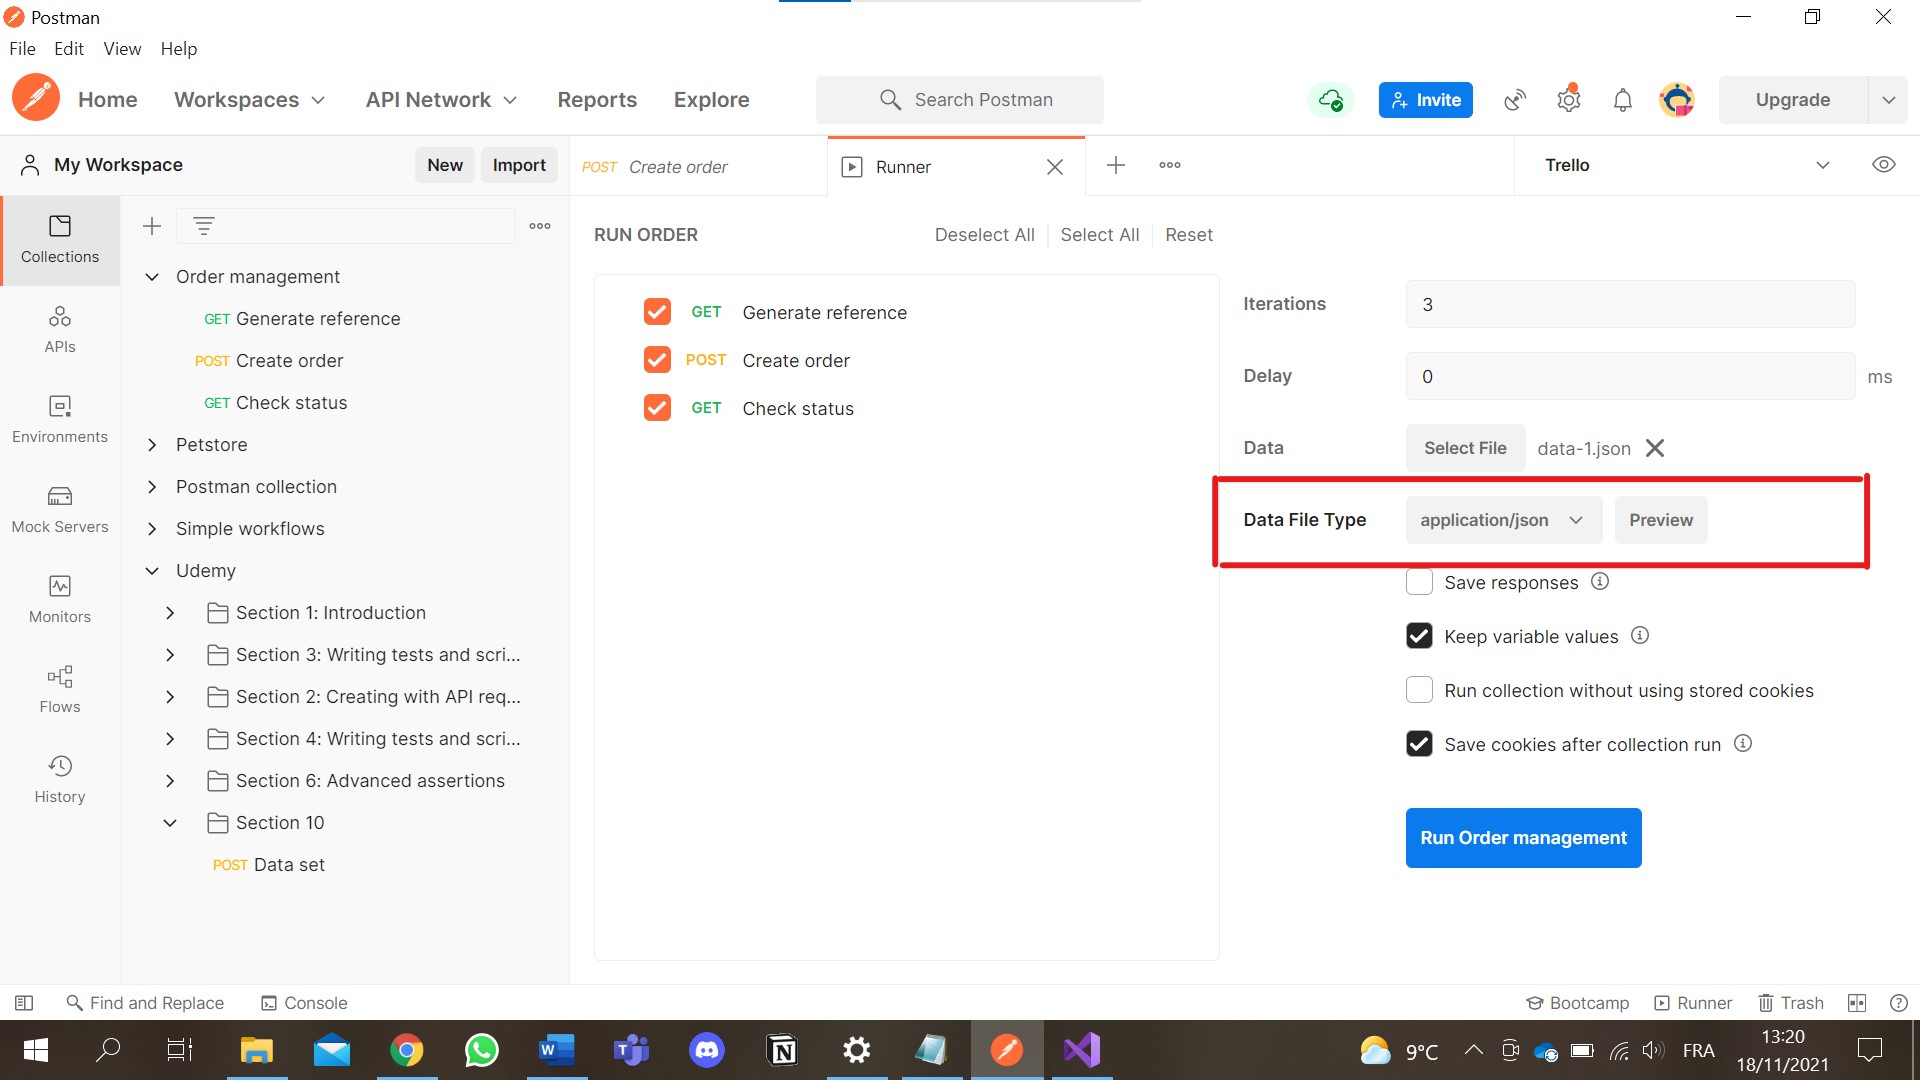 Postman
File Edit View Help
Home Workspaces API Network Reports Explore Search Postman Invite Upgrade
My Workspace New Import POST Create order Runner Trello
Collections
APIs
Environments
Mock Servers
Monitors
Flows
History
Order management
GET Generate reference
POST Create order
GET Check status
Petstore
Postman collection
Simple workflows
Udemy
Section 1: Introduction
Section 3: Writing tests and scri...
Section 2: Creating with API req...
Section 4: Writing tests and scri...
Section 6: Advanced assertions
Section 10
POST Data set
RUN ORDER Deselect All Select All Reset
GET Generate reference
POST Create order
GET Check status
Iterations 3
Delay 0 ms
Data Select File data-1.json
Data File Type application/json Preview
Save responses
Keep variable values
Run collection without using stored cookies
Save cookies after collection run
Run Order management
Find and Replace Console Bootcamp Runner Trash
9°C FRA 13:20
18/11/2021